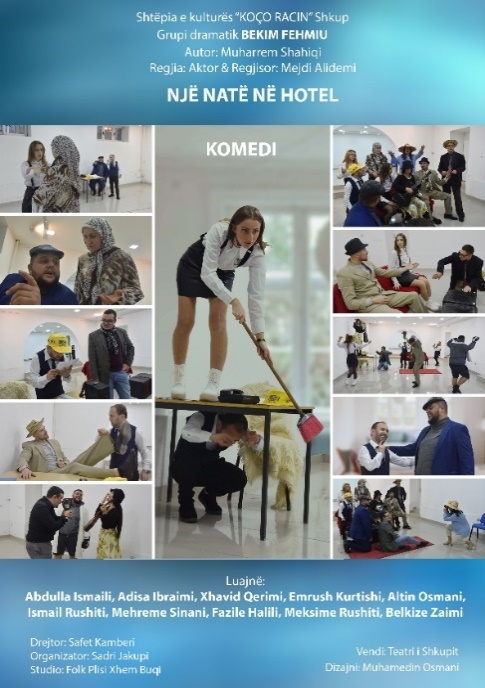 Shtëpia e kulturës "KOÇO RACIN" Shkup
Grupi dramatik BEKIM FEHMIU
Autor: Muharrem Shahiqi
Regjia: Aktor & Regjisor: Mejdi Alidemi
NJË NATË NË HOTEL
KOMEDI
Luajnë:
Abdulla Ismaili, Adisa Ibraimi, Xhavid Qerimi, Emrush Kurtishi, Altin Osmani,
Ismail Rushiti, Mehreme Sinani, Fazile Halili, Meksime Rushiti, Belkize Zaimi
Drejtor: Safet Kamberi
Organizator: Sadri Jakupi
Studio: Folk Plisi Xhem Buqi
Vendi: Teatri i Shkupit
Dizajni: Muhamedin Osmani